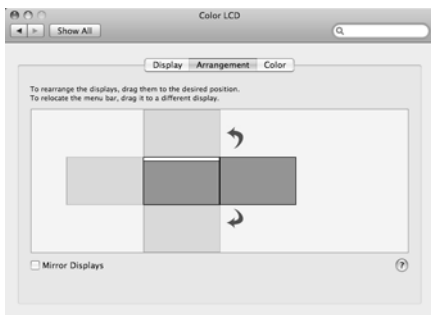 Color LCD
Show All
Display Arrangement Color
To rearrange the displays, drag them to the desired position.
To relocate the menu bar, drag it to a different display.
Mirror Displays
?